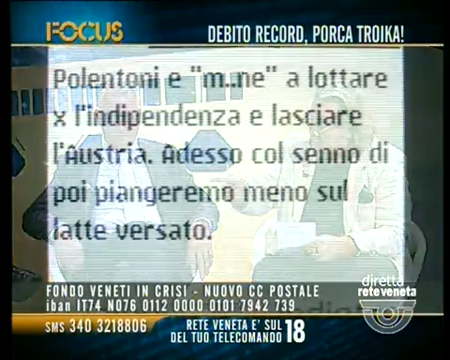 FOCUS
DEBITO RECORD, PORCA TROIKA!
Polentoni e "m..ne" a lottare
x l'indipendenza e lasciare
l'Austria. Adesso col senno di
poi piangeremo meno sul
latte versato.
diretta
reteveneta
FONDO VENETI IN CRISI - NUOVO CC POSTALE
iban IT74 N076 0112 0000 0101 7942 739
SMS 340 3218806
RETE VENETA E' SUL
DEL TUO TELECOMANDO 18